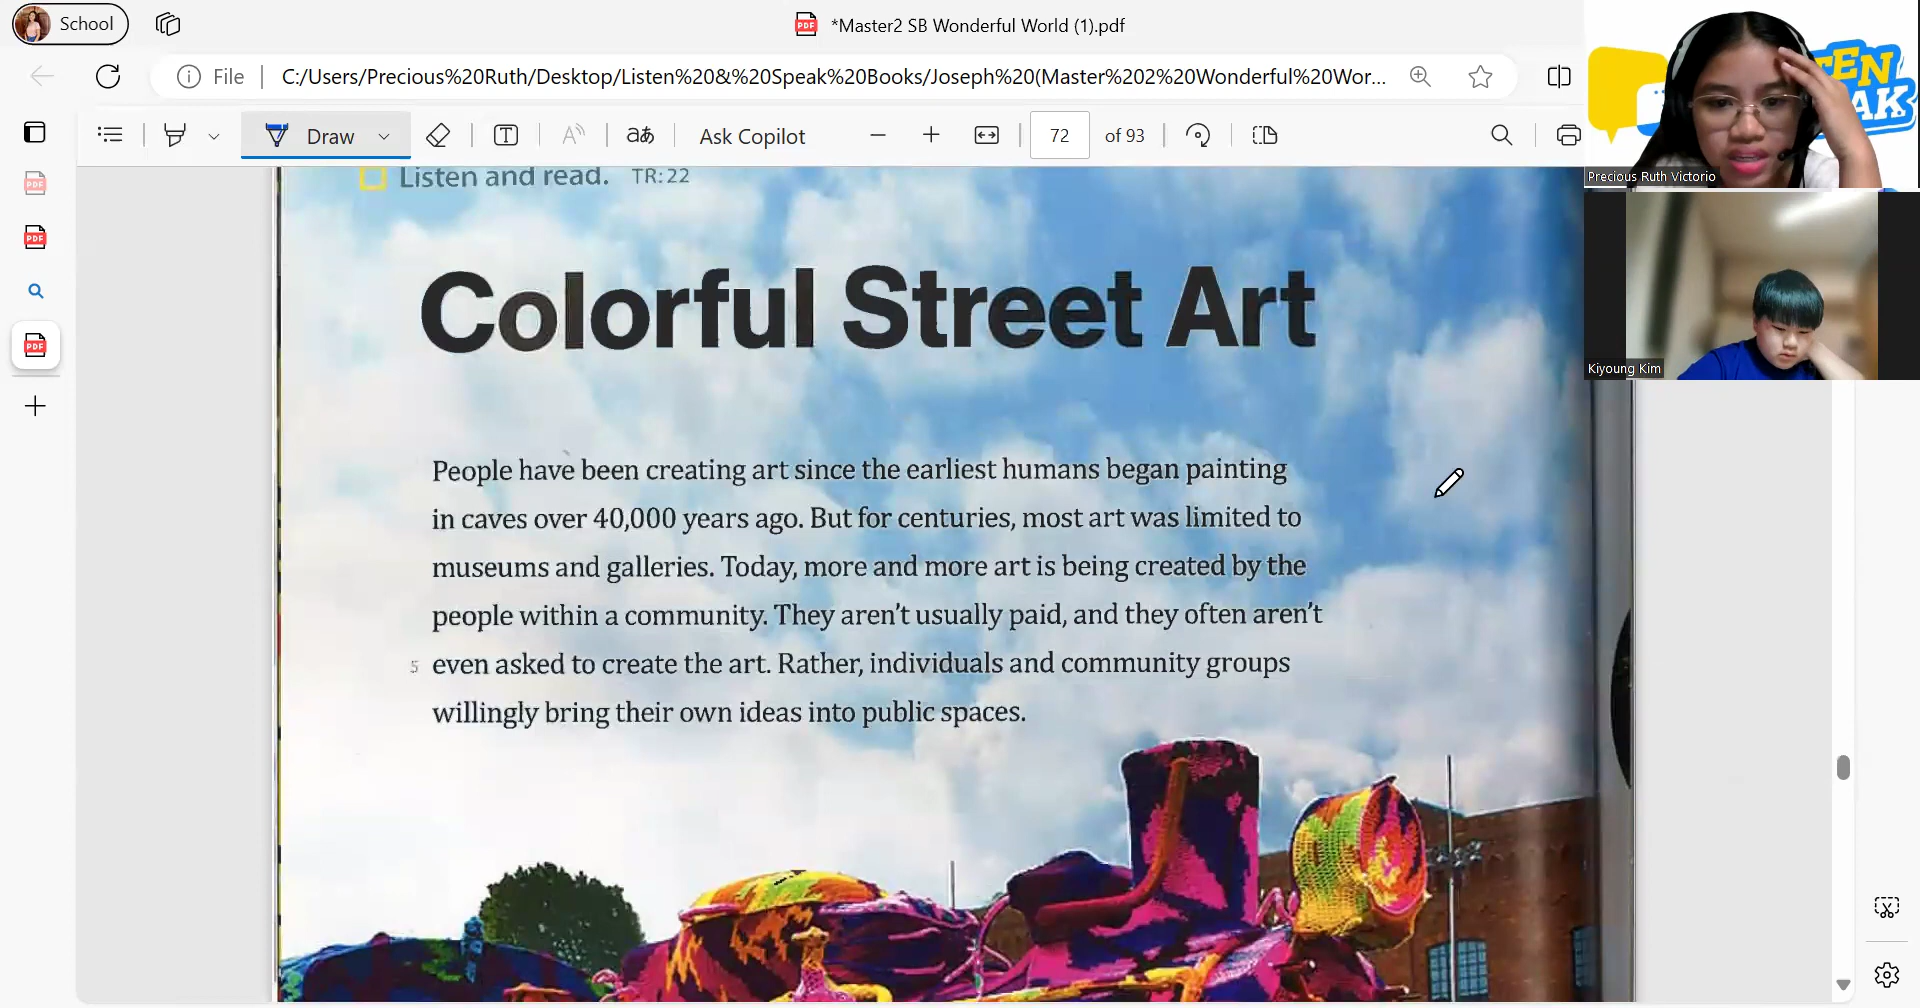 School
*Master2 SB Wonderful World (1).pdf
File
C:/Users/Precious%20Ruth/Desktop/Listen%20&%20Speak%20Books/Joseph%20(Master%202%20Wonderful%20Wor...
Draw
aあ
Ask Copilot
72
of 93
Precious Ruth Victorio
Kiyoung Kim
Listen and read. TR:22
Colorful Street Art
People have been creating art since the earliest humans began painting
in caves over 40,000 years ago. But for centuries, most art was limited to
museums and galleries. Today, more and more art is being created by the
people within a community. They aren't usually paid, and they often aren't
5 even asked to create the art. Rather, individuals and community groups
willingly bring their own ideas into public spaces.